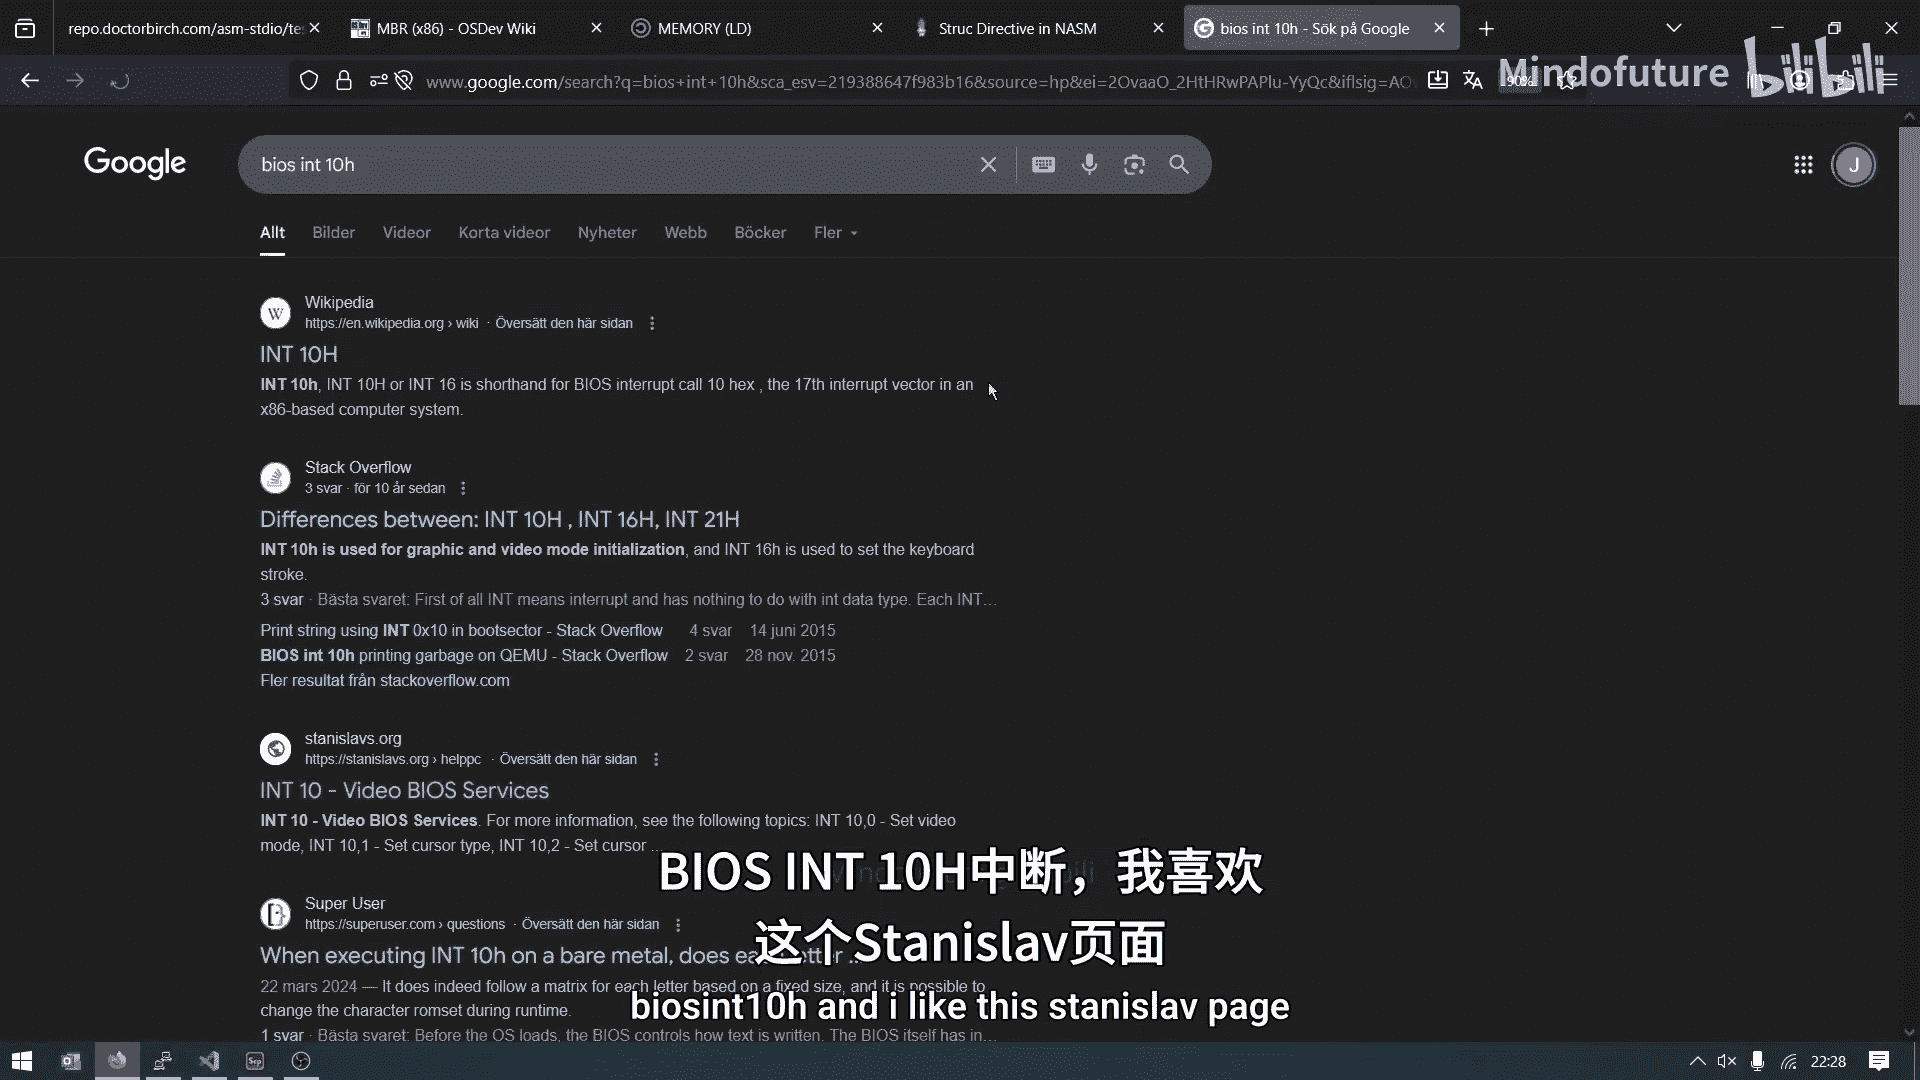 repo.doctorbirch.com/asm-stdio/te
MBR (x86) - OSDev Wiki
MEMORY (LD)
Struc Directive in NASM
bios int 10h - Sök på Google
www.google.com/search?q=bios+int+10h&sca_esv=219388647f983b16&source=hp&ei=2OvaaO_2HtHRwPAPlu-YyQc&iflsig=AO
90%
Mindofuture bilibili
Google
bios int 10h
J
Allt Bilder Videor Korta videor Nyheter Webb Böcker Fler
W
Wikipedia
https://en.wikipedia.org › wiki · Översätt den här sidan
INT 10H
INT 10h, INT 10H or INT 16 is shorthand for BIOS interrupt call 10 hex , the 17th interrupt vector in an
x86-based computer system.
Stack Overflow
3 svar · för 10 år sedan
Differences between: INT 10H , INT 16H, INT 21H
INT 10h is used for graphic and video mode initialization, and INT 16h is used to set the keyboard
stroke.
3 svar · Bästa svaret: First of all INT means interrupt and has nothing to do with int data type. Each INT…
Print string using INT 0x10 in bootsector - Stack Overflow 4 svar 14 juni 2015
BIOS int 10h printing garbage on QEMU - Stack Overflow 2 svar 28 nov. 2015
Fler resultat från stackoverflow.com
stanislavs.org
https://stanislavs.org › helppc · Översätt den här sidan
INT 10 - Video BIOS Services
INT 10 - Video BIOS Services. For more information, see the following topics: INT 10,0 - Set video
mode, INT 10,1 - Set cursor type, INT 10,2 - Set cursor ...
BIOS INT 10H中断，我喜欢
这个Stanislav页面
Super User
https://superuser.com › questions · Översätt den här sidan
When executing INT 10h on a bare metal, does each letter ...
22 mars 2024 — It does indeed follow a matrix for each letter based on a fixed size, and it is possible to
change the character romset during runtime.
biosint10h and i like this stanislav page
1 svar · Bästa svaret: Before the OS loads, the BIOS controls how text is written. The BIOS itself has in…
22:28